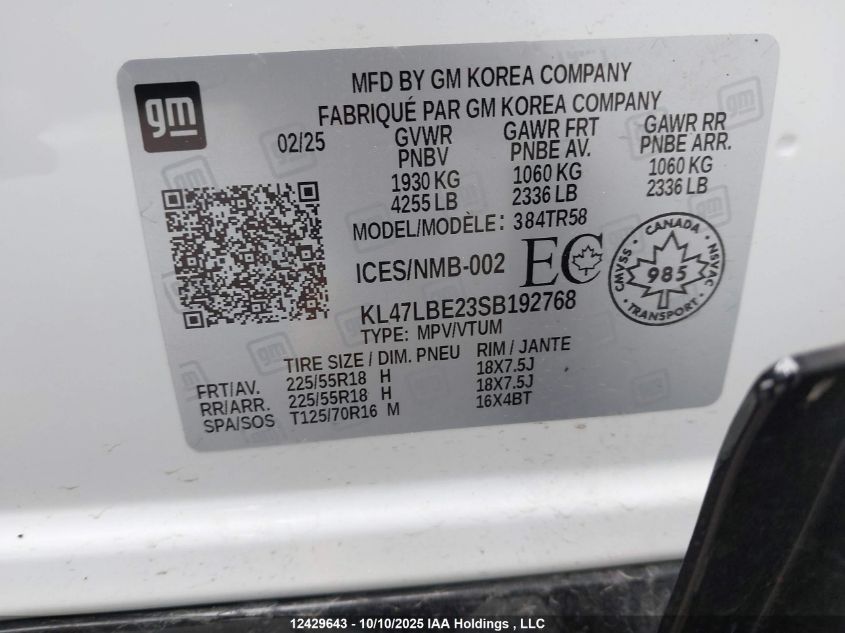 MFD BY GM KOREA COMPANY
FABRIQUÉ PAR GM KOREA COMPANY
gm
02/25 GVWR GAWR FRT GAWR RR
PNBV PNBE AV. PNBE ARR.
1930 KG 1060 KG 1060 KG
4255 LB 2336 LB 2336 LB
MODEL/MODÈLE: 384TR58
ICES/NMB-002 EC
CANADA
CMVSS 985 NSVAC
TRANSPORT
KL47LBE23SB192768
TYPE: MPV/VTUM
TIRE SIZE / DIM. PNEU RIM / JANTE
FRT/AV. 225/55R18 H 18X7.5J
RR/ARR. 225/55R18 H 18X7.5J
SPA/SOS T125/70R16 M 16X4BT
12429643 - 10/10/2025 IAA Holdings , LLC